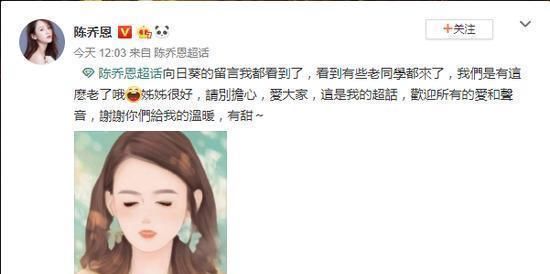 陈乔恩
+关注
今天 12:03 来自 陈乔恩超话
陈乔恩超话向日葵的留言我都看到了，看到有些老同學都來了，我們是有這
麽老了哦姊姊很好，請別擔心，愛大家，這是我的超話，歡迎所有的愛和聲
音，謝謝你們給我的溫暖，有甜～